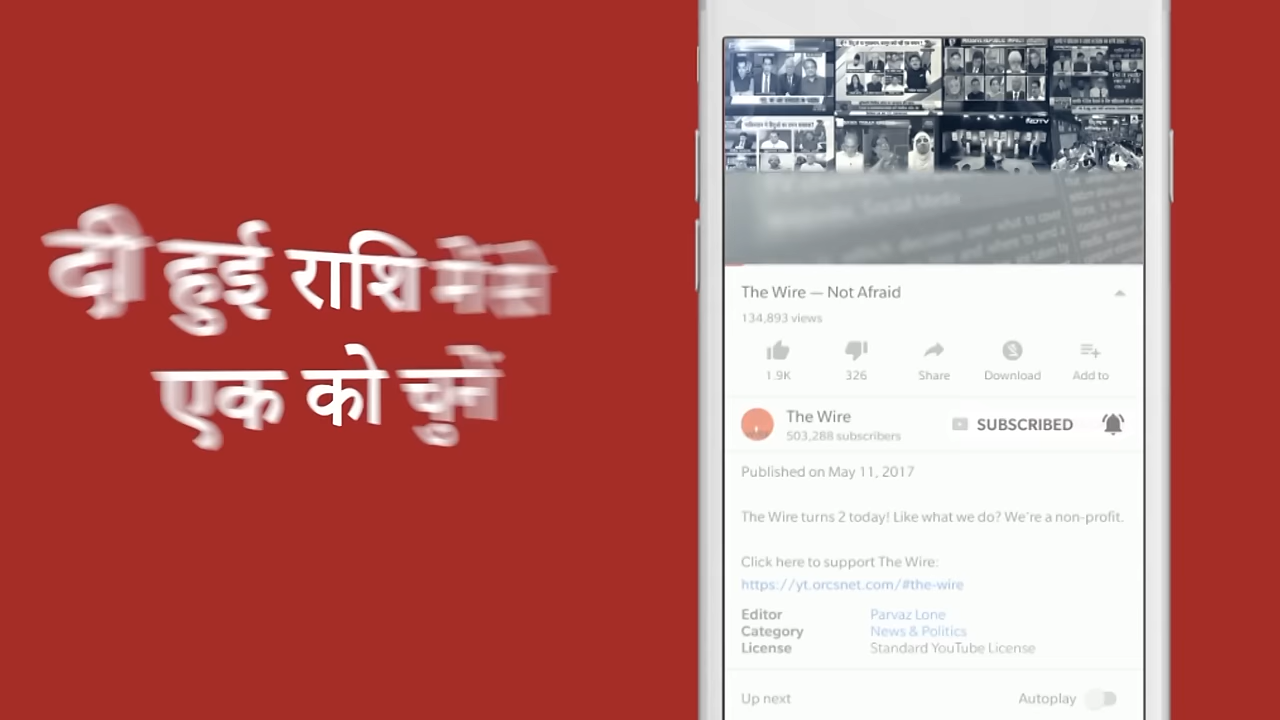 दी हुई राशि में से
एक को चुनें
NDTV
The Wire — Not Afraid
134,893 views
1.9K
326
Share
Download
Add to
The Wire
503,288 subscribers
SUBSCRIBED
Published on May 11, 2017
The Wire turns 2 today! Like what we do? We're a non-profit.
Click here to support The Wire:
https://yt.orcsnet.com/#the-wire
Editor Parvaz Lone
Category News & Politics
License Standard YouTube License
Up next Autoplay